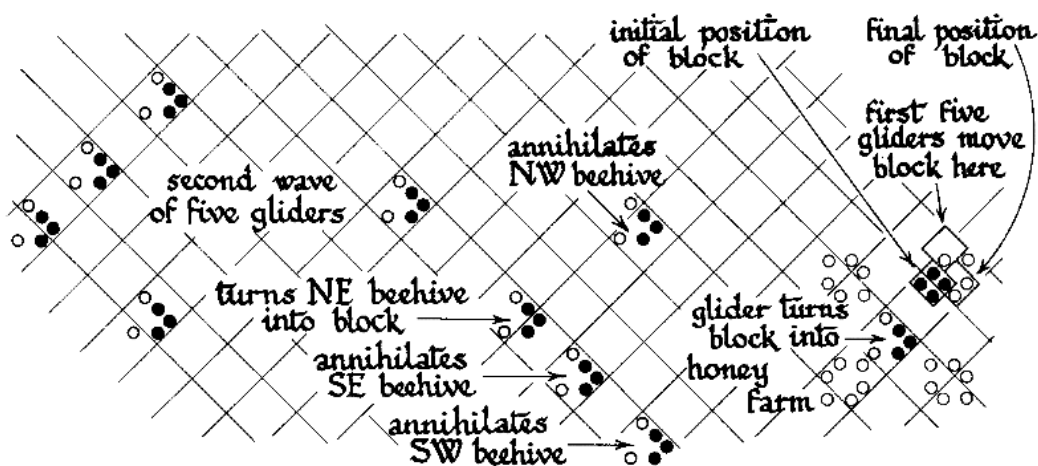 initial position
of block
final position
of block
first five
gliders move
block here
annihilates
NW beehive
second wave
of five gliders
turns NE beehive
into block
glider turns
block into
honey
farm
annihilates
SE beehive
annihilates
SW beehive